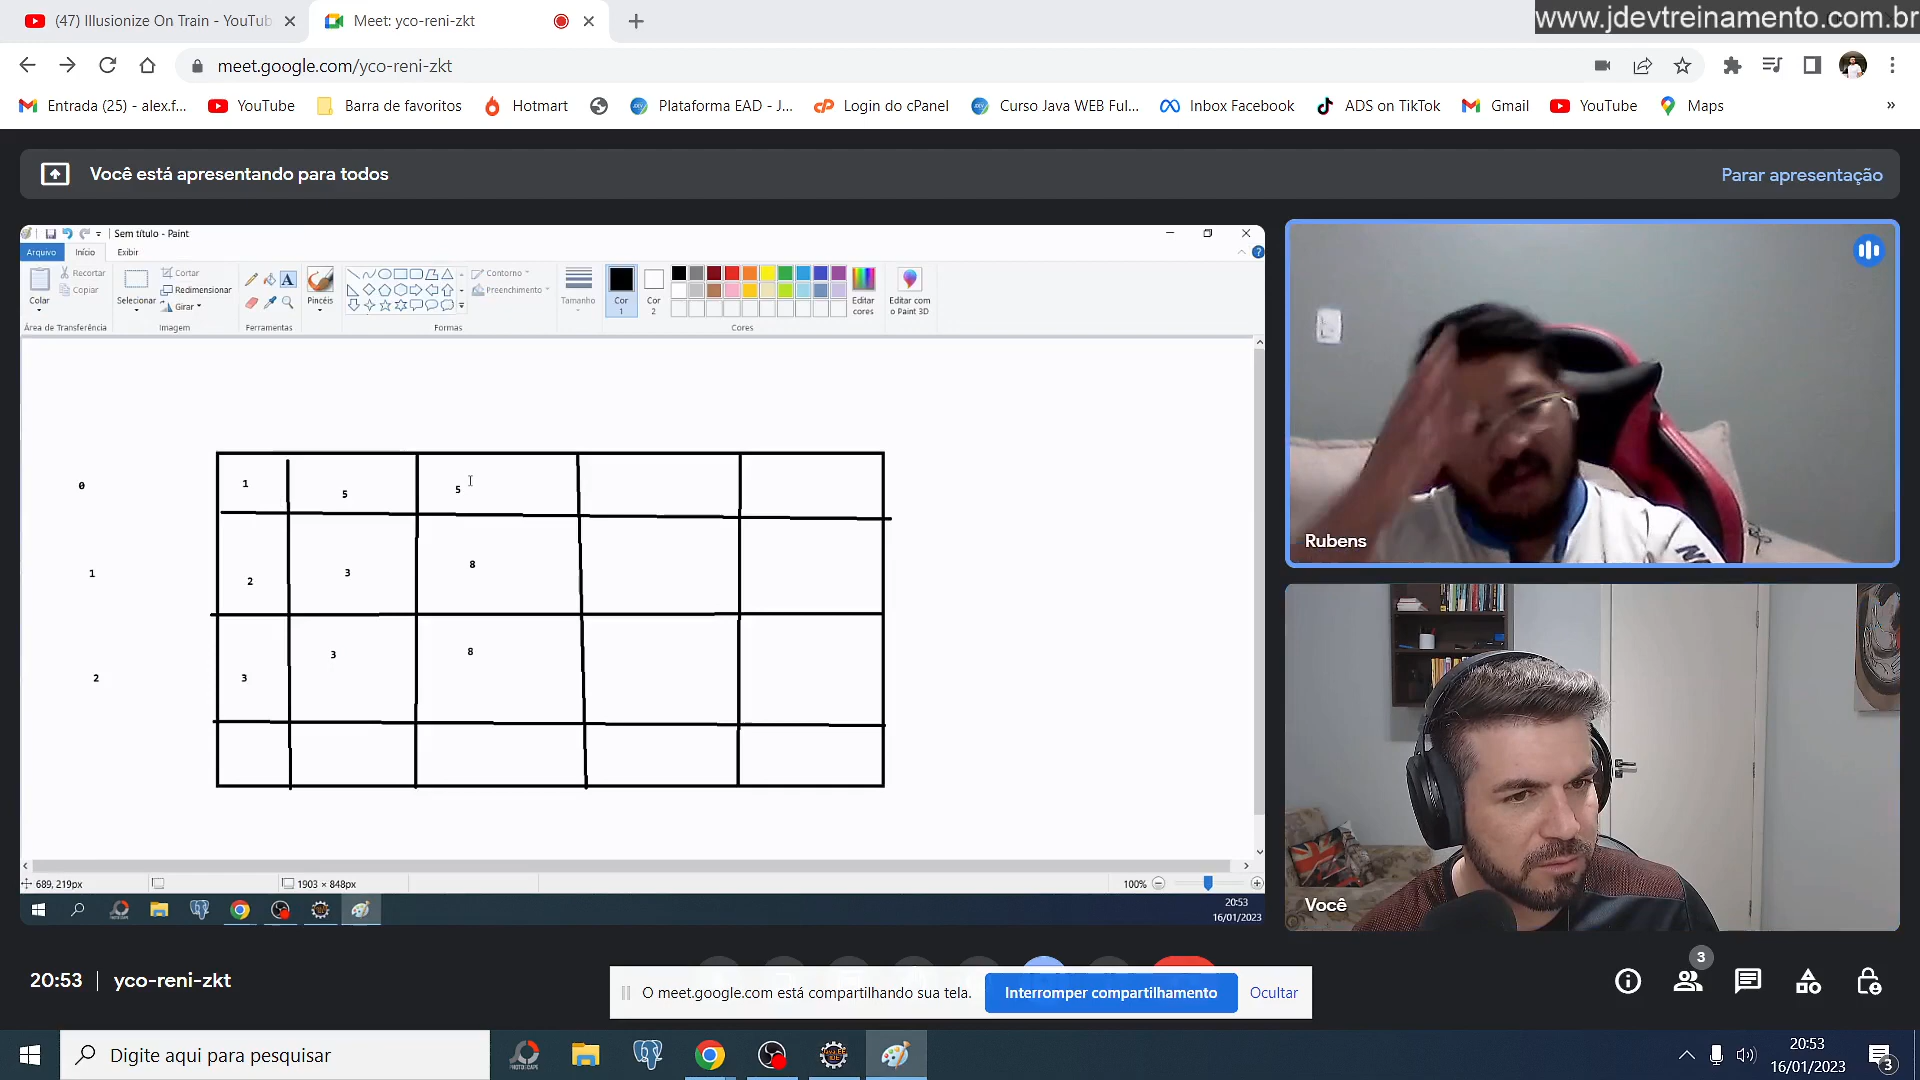 (47) Illusionize On Train - YouTub
Meet: yco-reni-zkt
www.jdevtreinamento.com.br
meet.google.com/yco-reni-zkt
Entrada (25) - alex.f...
YouTube
Barra de favoritos
Hotmart
Plataforma EAD - J...
Login do cPanel
Curso Java WEB Ful...
Inbox Facebook
ADS on TikTok
Gmail
YouTube
Maps
»
Você está apresentando para todos
Parar apresentação
Sem título - Paint
Arquivo
Início
Exibir
Colar
Recortar
Copiar
Área de Transferência
Selecionar
Cortar
Redimensionar
Girar
Imagem
A
Ferramentas
Pincéis
Contorno
Preenchimento
Formas
Tamanho
Cor 1
Cor 2
Editar cores
Cores
Editar com o Paint 3D
0 1 5 5
1 2 3 8
2 3 3 8
689, 219px
1903 × 848px
100%
20:53
16/01/2023
Rubens
Você
20:53 | yco-reni-zkt
O meet.google.com está compartilhando sua tela.
Interromper compartilhamento
Ocultar
3
Digite aqui para pesquisar
PHOTOSCAPE
20:53
16/01/2023
3